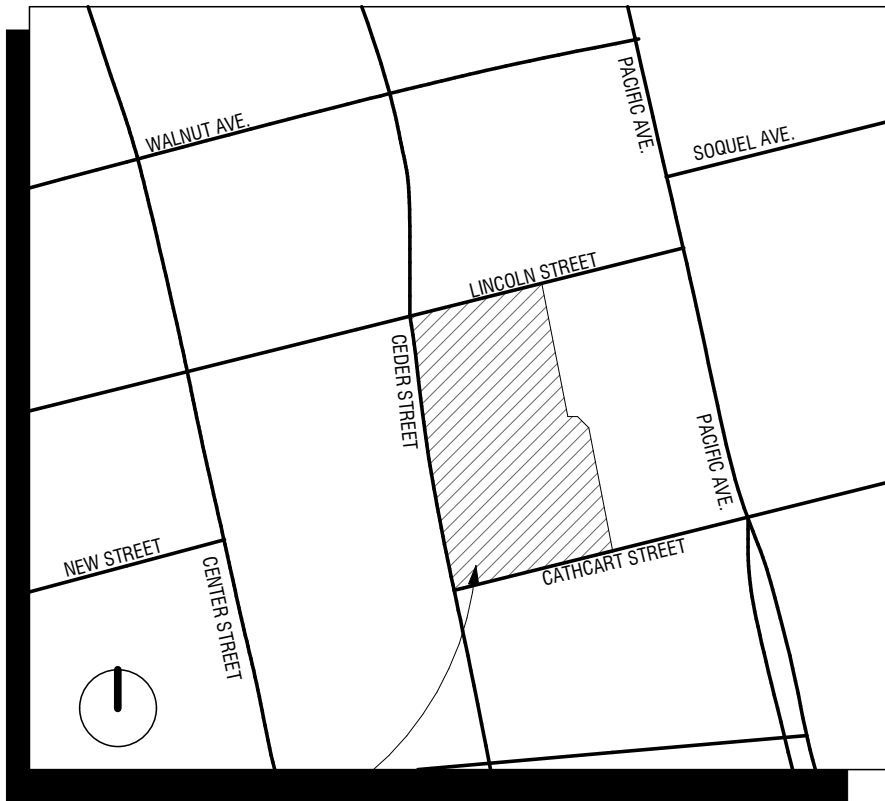 WALNUT AVE.
PACIFIC AVE.
SOQUEL AVE.
LINCOLN STREET
CEDER STREET
PACIFIC AVE.
NEW STREET
CENTER STREET
CATHCART STREET